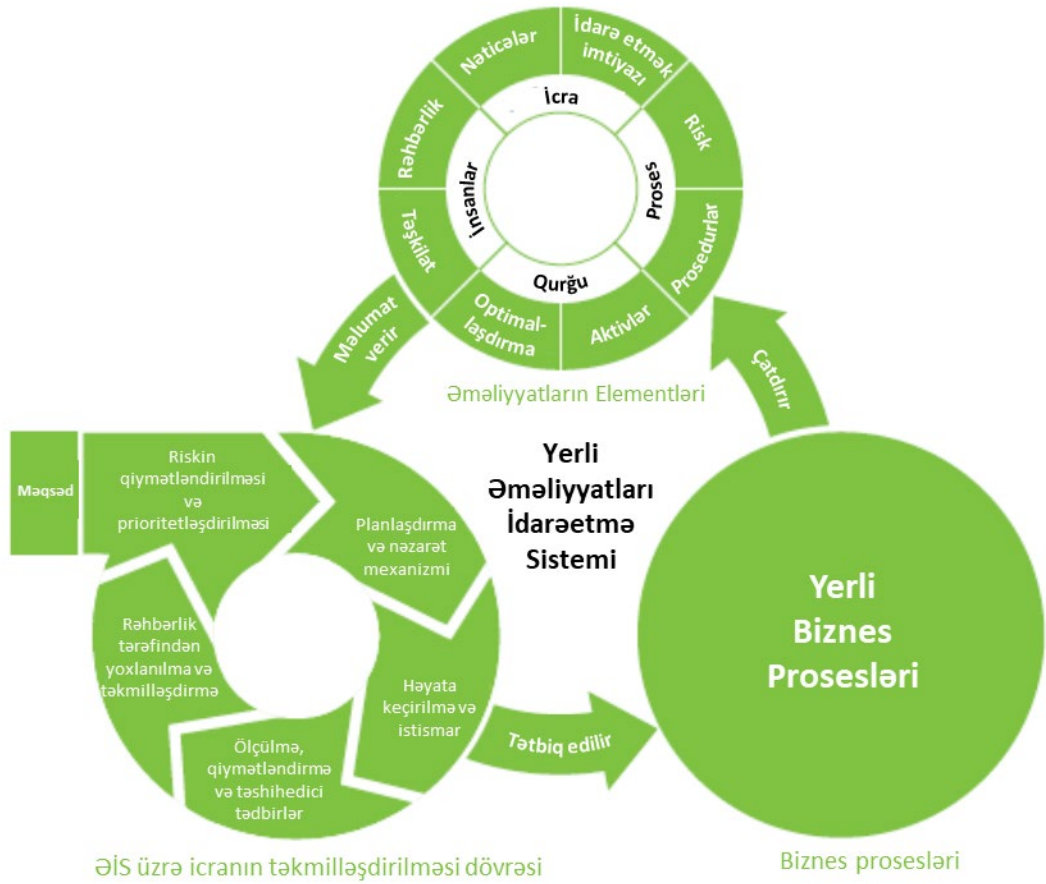 Nəticələr
İdarə etmək
imtiyazı
Rəhbərlik
Risk
Təşkilat
Prosedurlar
Optimal-
laşdırma
Aktivlər
İcra
İnsanlar
Proses
Qurğu
Əməliyyatların Elementləri
Məlumat
verir
Çatdırır
Yerli
Əməliyyatları
İdarəetmə
Sistemi
Məqsəd
Riskin
qiymətləndirilməsi
və
prioritetləşdirilməsi
Planlaşdırma
və nəzarət
mexanizmi
Həyata
keçirilmə və
istismar
Ölçülmə,
qiymətləndirmə
və təshihedici
tədbirlər
Rəhbərlik
tərəfindən
yoxlanılma və
təkmilləşdirmə
Tətbiq edilir
Yerli
Biznes
Prosesləri
ƏİS üzrə icranın təkmilləşdirilməsi dövrəsi
Biznes prosesləri